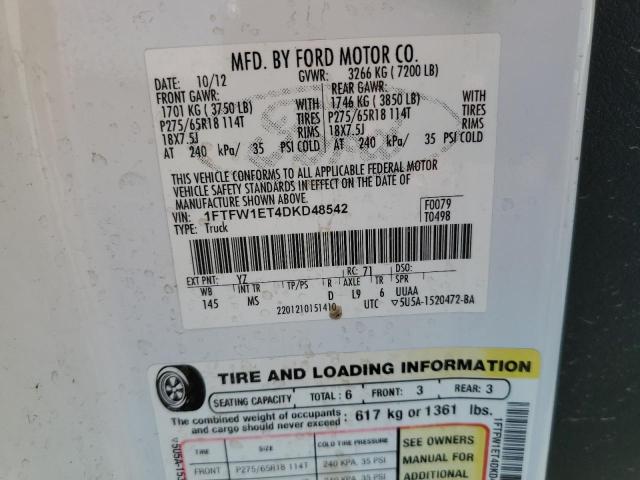 MFD. BY FORD MOTOR CO.
DATE: 10/12 GVWR: 3266 KG (7200 LB)
FRONT GAWR: REAR GAWR:
1701 KG (3750 LB) WITH 1746 KG (3850 LB) WITH
P275/65R18 114T TIRES P275/65R18 114T TIRES
18X7.5J RIMS 18X7.5J RIMS
AT 240 kPa/ 35 PSI COLD AT 240 kPa/ 35 PSI COLD
THIS VEHICLE CONFORMS TO ALL APPLICABLE FEDERAL MOTOR
VEHICLE SAFETY STANDARDS IN EFFECT ON THE DATE OF
MANUFACTURE SHOWN ABOVE.
VIN: 1FTFW1ET4DKD48542 F0079
TYPE: Truck T0498
EXT PNT: YZ RC: 71 DSO:
WB INT TR TP/PS R AXLE TR SPR
145 MS D L9 6 UUAA
2201210151410 UTC ▽5U5A-1520472-BA
TIRE AND LOADING INFORMATION
SEATING CAPACITY TOTAL: 6 FRONT: 3 REAR: 3
The combined weight of occupants and cargo should never exceed: 617 kg or 1361 lbs.
TIRE SIZE COLD TIRE PRESSURE SEE OWNERS
FRONT P275/65R18 114T 240 KPA, 35 PSI MANUAL FOR
ADDITIONAL